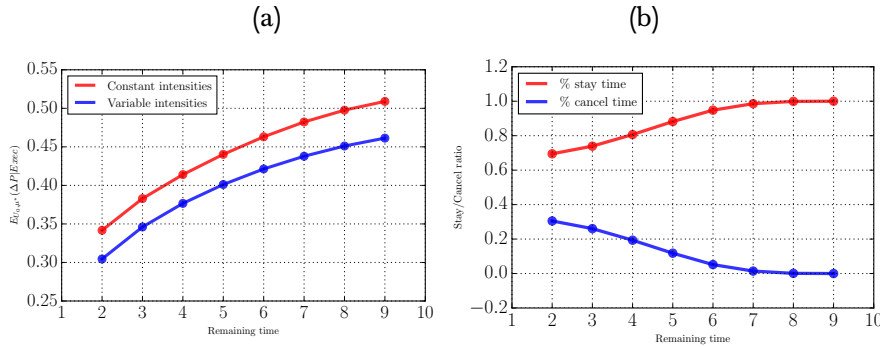 (a)
0.55
0.50
0.45
0.40
0.35
0.30
0.25
Constant intensities
Variable intensities
1 2 3 4 5 6 7 8 9 10
Remaining time
(b)
1.2
1.0
0.8
0.6
0.4
0.2
0.0
−0.2
Stay/Cancel ratio
% stay time
% cancel time
1 2 3 4 5 6 7 8 9 10
Remaining time